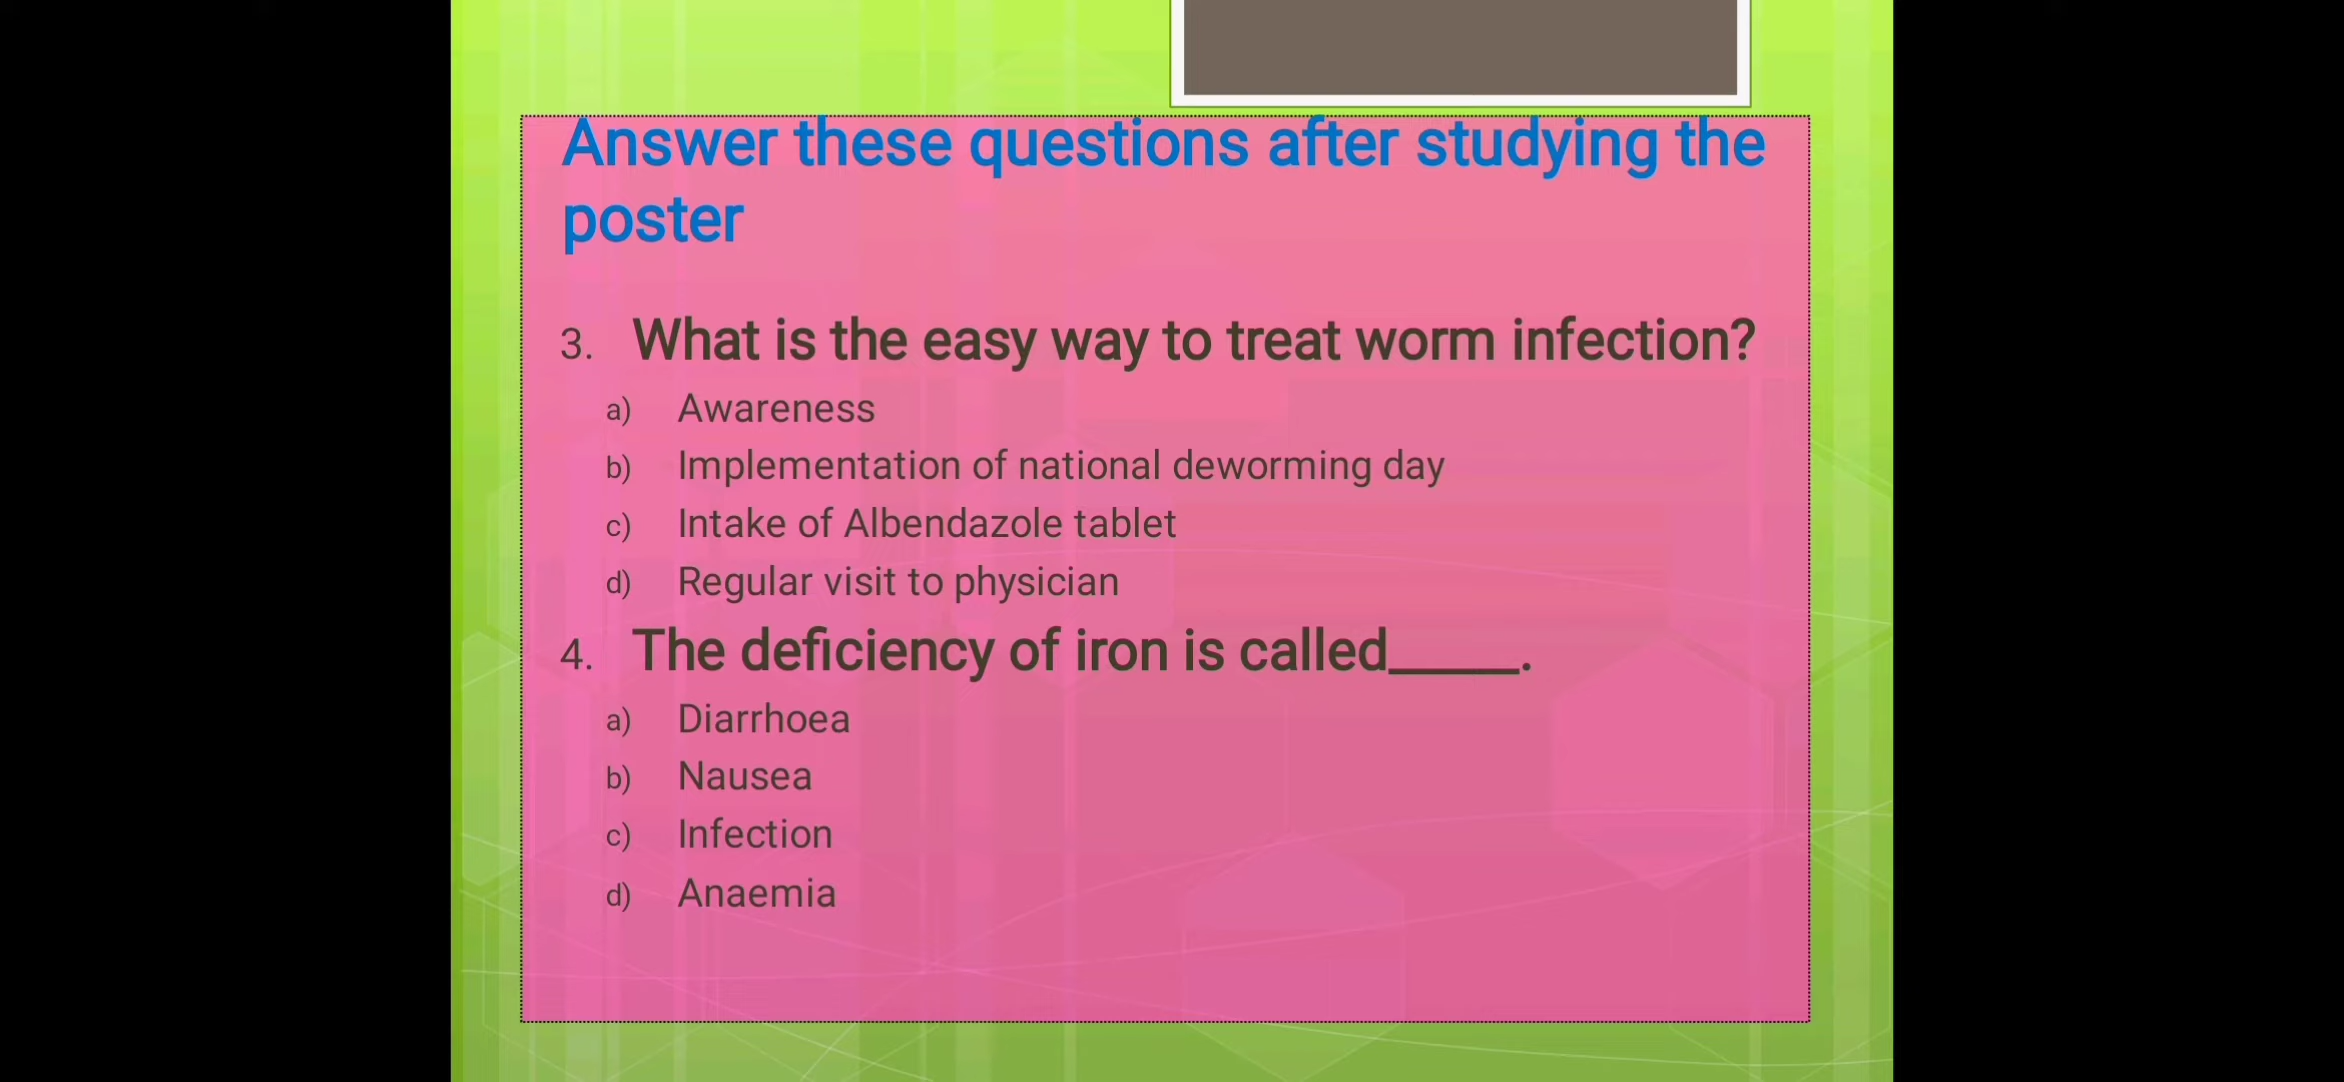 Answer these questions after studying the
poster
3. What is the easy way to treat worm infection?
a) Awareness
b) Implementation of national deworming day
c) Intake of Albendazole tablet
d) Regular visit to physician
4. The deficiency of iron is called______.
a) Diarrhoea
b) Nausea
c) Infection
d) Anaemia